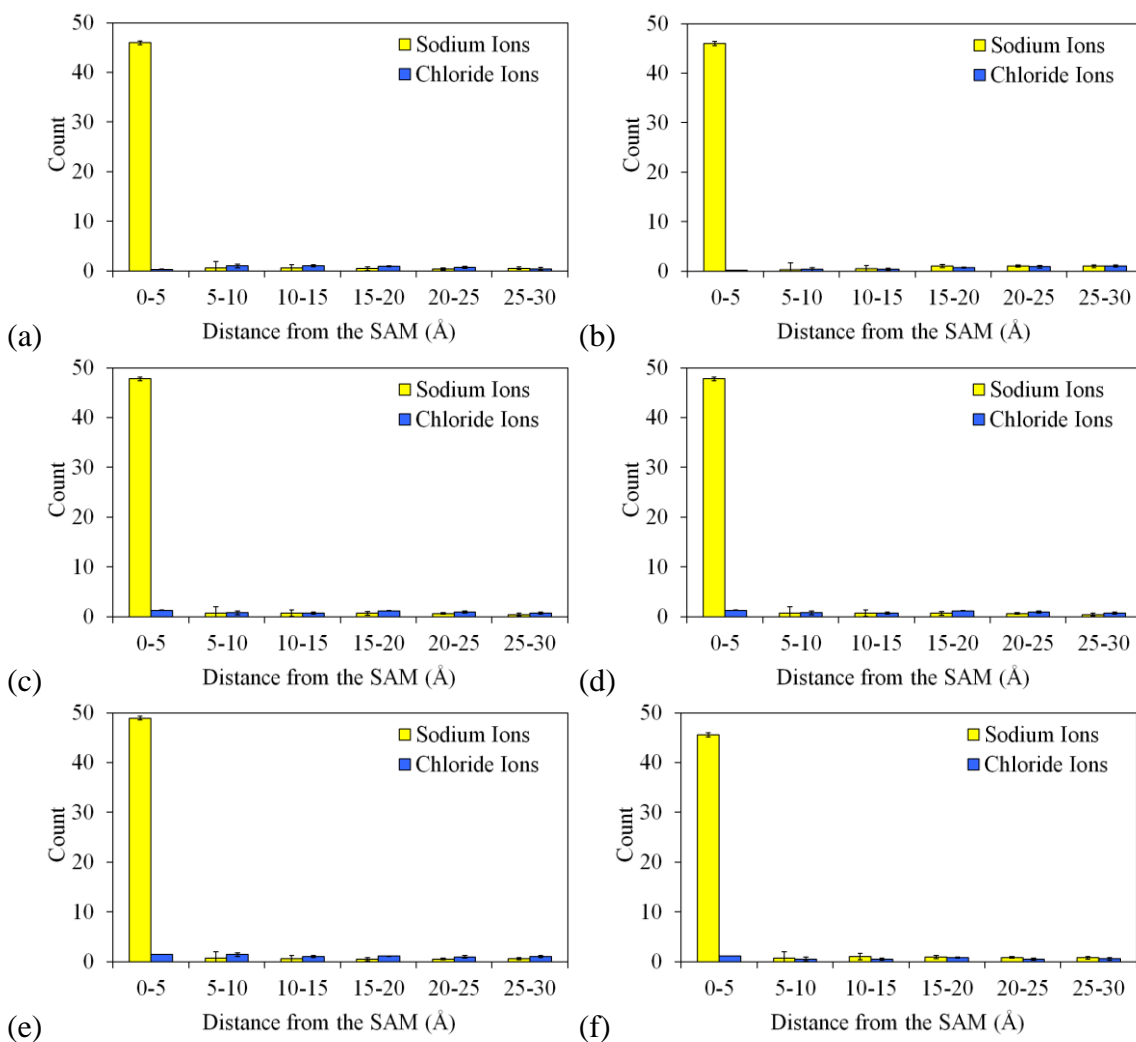 50
40
30
20
10
0
Count
Sodium Ions
Chloride Ions
0-5 5-10 10-15 15-20 20-25 25-30
Distance from the SAM (Å)
(a)
50
40
30
20
10
0
Count
Sodium Ions
Chloride Ions
0-5 5-10 10-15 15-20 20-25 25-30
Distance from the SAM (Å)
(b)
50
40
30
20
10
0
Count
Sodium Ions
Chloride Ions
0-5 5-10 10-15 15-20 20-25 25-30
Distance from the SAM (Å)
(c)
50
40
30
20
10
0
Count
Sodium Ions
Chloride Ions
0-5 5-10 10-15 15-20 20-25 25-30
Distance from the SAM (Å)
(d)
50
40
30
20
10
0
Count
Sodium Ions
Chloride Ions
0-5 5-10 10-15 15-20 20-25 25-30
Distance from the SAM (Å)
(e)
50
40
30
20
10
0
Count
Sodium Ions
Chloride Ions
0-5 5-10 10-15 15-20 20-25 25-30
Distance from the SAM (Å)
(f)